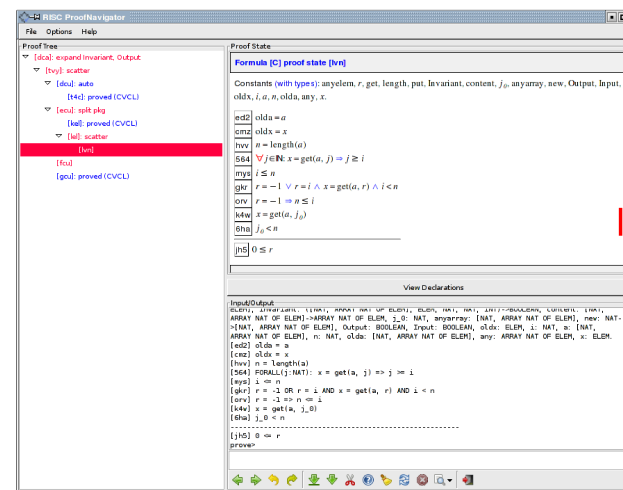 RISC ProofNavigator
File Options Help
Proof Tree
[dca]: expand Invariant, Output
[tvy]: scatter
[dcu]: auto
[t4c]: proved (CVCL)
[ecu]: split pkg
[kel]: proved (CVCL)
[lel]: scatter
[lvn]
[fcu]
[gcu]: proved (CVCL)
Proof State
Formula [C] proof state [lvn]
Constants (with types): anyelem, r, get, length, put, Invariant, content, j₀, anyarray, new, Output, Input,
oldx, i, a, n, olda, any, x.
ed2 olda = a
cmz oldx = x
hvv n = length(a)
564 ∀j∈ℕ: x = get(a, j) ⇒ j ≥ i
mys i ≤ n
gkr r = −1 ∨ r = i ∧ x = get(a, r) ∧ i < n
orv r = −1 ⇒ n ≤ i
k4w x = get(a, j₀)
6ha j₀ < n
jh5 0 ≤ r
View Declarations
Input/Output
ELEM], Invariant: ([NAT, ARRAY NAT OF ELEM], ELEM, NAT, NAT, INT)->BOOLEAN, content: [NAT,
ARRAY NAT OF ELEM]->ARRAY NAT OF ELEM, j_0: NAT, anyarray: [NAT, ARRAY NAT OF ELEM], new: NAT-
>[NAT, ARRAY NAT OF ELEM], Output: BOOLEAN, Input: BOOLEAN, oldx: ELEM, i: NAT, a: [NAT,
ARRAY NAT OF ELEM], n: NAT, olda: [NAT, ARRAY NAT OF ELEM], any: ARRAY NAT OF ELEM, x: ELEM.
[ed2] olda = a
[cmz] oldx = x
[hvv] n = length(a)
[564] FORALL(j:NAT): x = get(a, j) => j >= i
[mys] i <= n
[gkr] r = -1 OR r = i AND x = get(a, r) AND i < n
[orv] r = -1 => n <= i
[k4w] x = get(a, j_0)
[6ha] j_0 < n
-----------------------------------------------------------
[jh5] 0 <= r
prove>